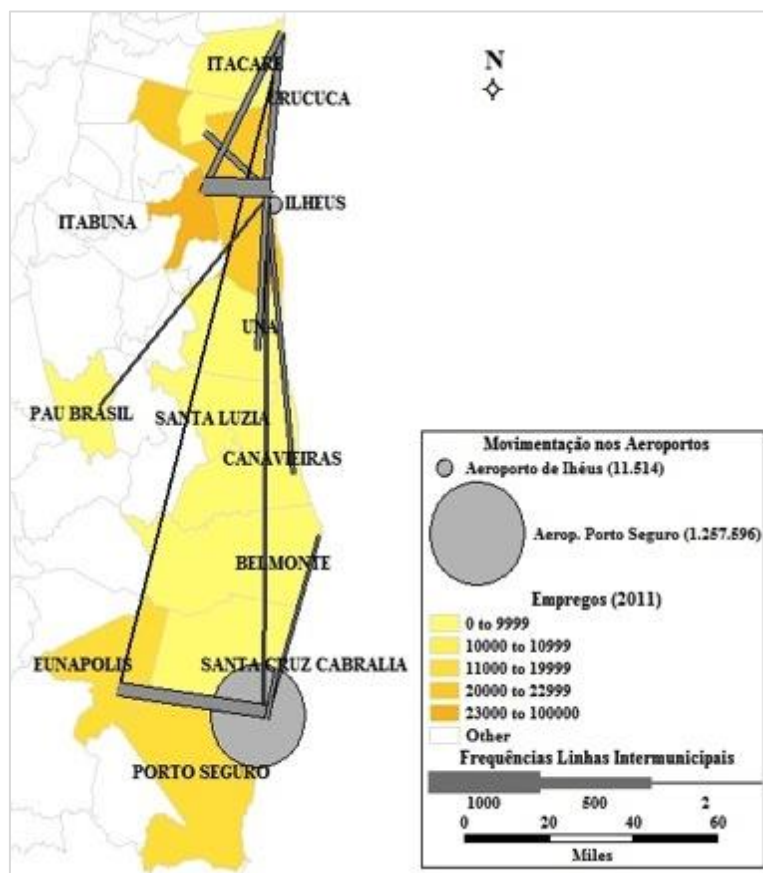 ITACARÉ
N
URUCUCA
ILHEUS
ITABUNA
UNA
PAU BRASIL
SANTA LUZIA
CANAVIEIRAS
BELMONTE
EUNAPOLIS
SANTA CRUZ CABRALIA
PORTO SEGURO
Movimentação nos Aeroportos
Aeroporto de Ihéus (11.514)
Aerop. Porto Seguro (1.257.596)
Empregos (2011)
0 to 9999
10000 to 10999
11000 to 19999
20000 to 22999
23000 to 100000
Other
Frequências Linhas Intermunicipais
1000 500 2
0 20 40 60
Miles